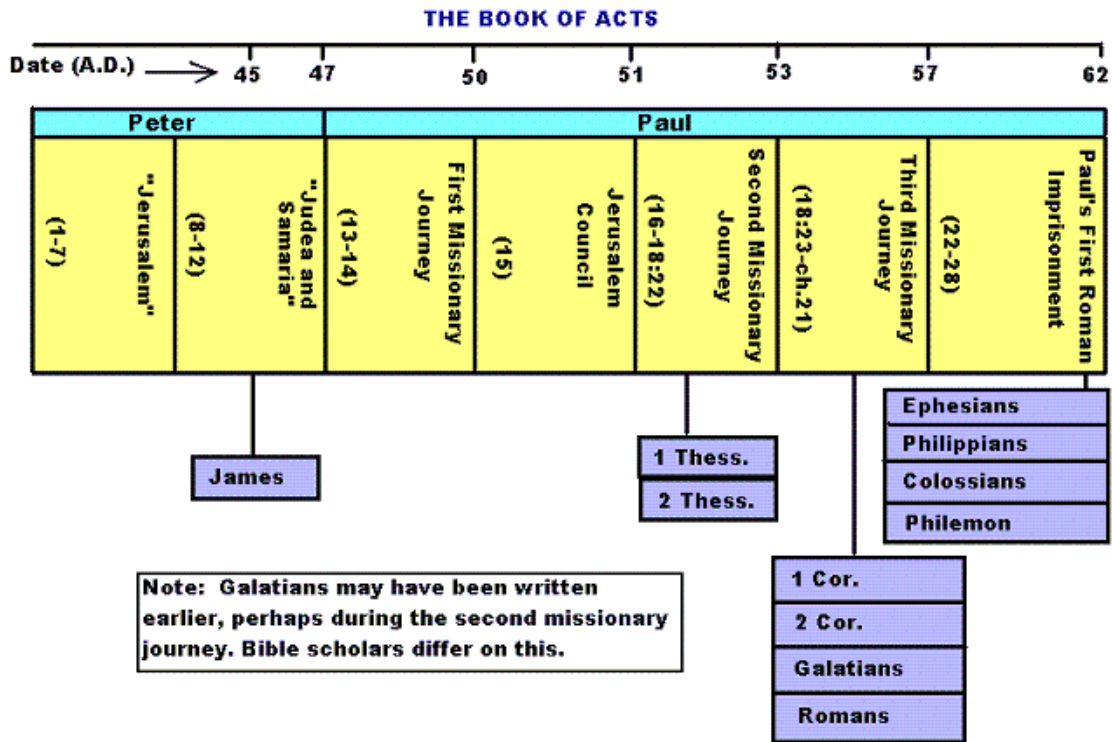 THE BOOK OF ACTS
Date (A.D.)
45
47
50
51
53
57
62
Peter
Paul
(1-7)
"Jerusalem"
(8-12)
"Judea and
Samaria"
(13-14)
First Missionary
Journey
(15)
Jerusalem
Council
(16-18:22)
Second Missionary
Journey
(18:23-ch.21)
Third Missionary
Journey
(22-28)
Paul's First Roman
Imprisonment
James
1 Thess.
2 Thess.
Ephesians
Philippians
Colossians
Philemon
1 Cor.
2 Cor.
Galatians
Romans
Note: Galatians may have been written
earlier, perhaps during the second missionary
journey. Bible scholars differ on this.